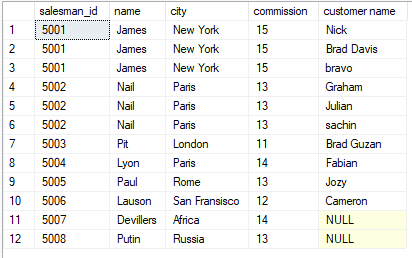 salesman_id name city commission customer name
1 5001 James New York 15 Nick
2 5001 James New York 15 Brad Davis
3 5001 James New York 15 bravo
4 5002 Nail Paris 13 Graham
5 5002 Nail Paris 13 Julian
6 5002 Nail Paris 13 sachin
7 5003 Pit London 11 Brad Guzan
8 5004 Lyon Paris 14 Fabian
9 5005 Paul Rome 13 Jozy
10 5006 Lauson San Fransisco 12 Cameron
11 5007 Devillers Africa 14 NULL
12 5008 Putin Russia 13 NULL